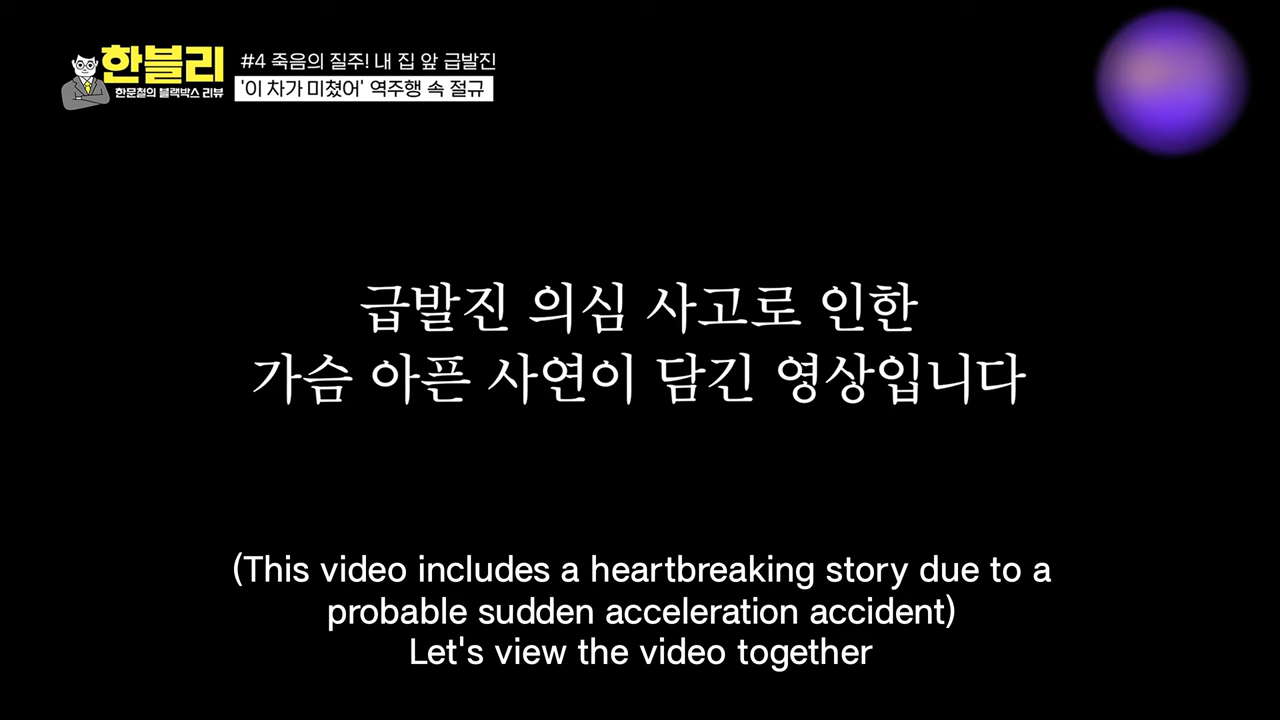 한블리
한문철의 블랙박스 리뷰
#4 죽음의 질주! 내 집 앞 급발진
'이 차가 미쳤어' 역주행 속 절규
급발진 의심 사고로 인한
가슴 아픈 사연이 담긴 영상입니다
(This video includes a heartbreaking story due to a
probable sudden acceleration accident)
Let's view the video together